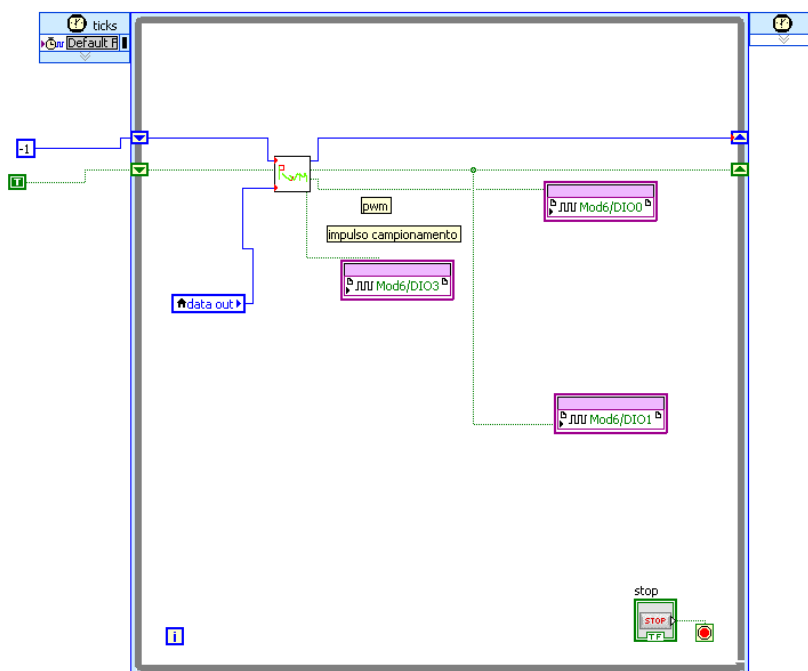 ticks
Default F
-1
T
pwm
Mod6/DIO0
impulso campionamento
Mod6/DIO3
data out
Mod6/DIO1
stop
STOP
TF
i